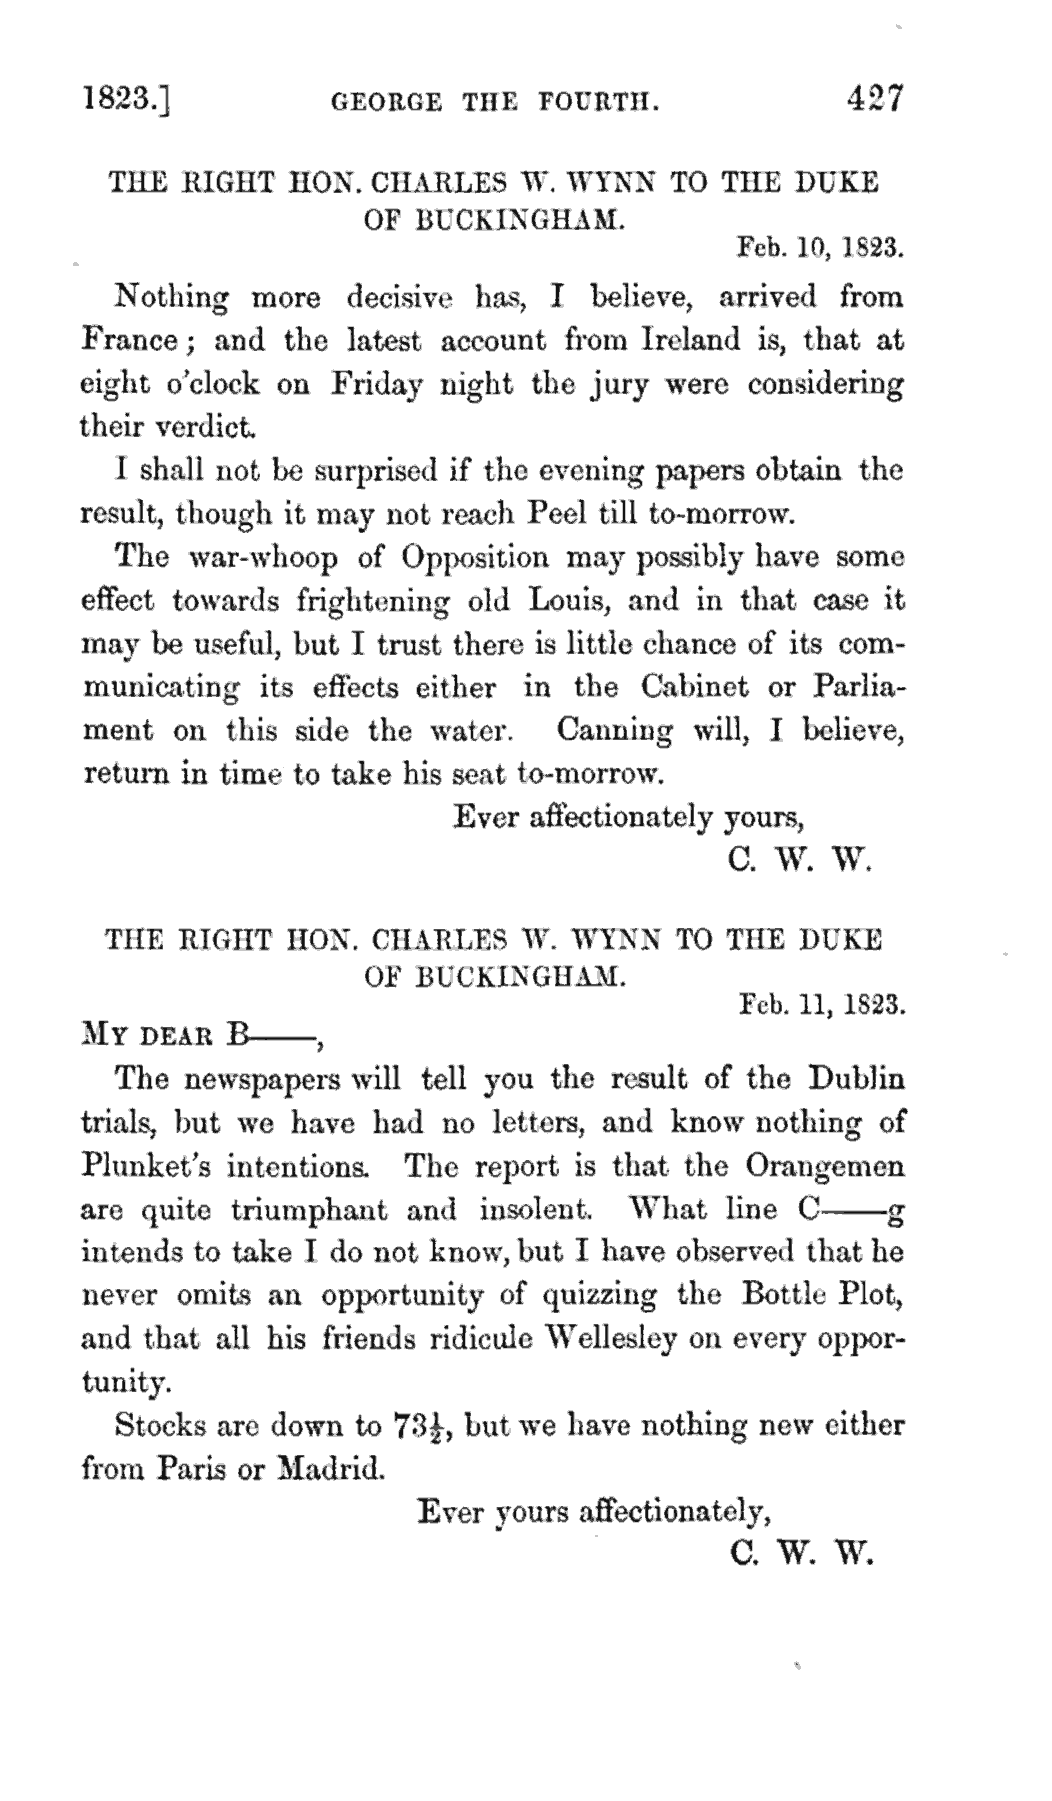 1823.] GEORGE THE FOURTH. 427
THE RIGHT HON. CHARLES W. WYNN TO THE DUKE
OF BUCKINGHAM.
Feb. 10, 1823.
Nothing more decisive has, I believe, arrived from
France; and the latest account from Ireland is, that at
eight o'clock on Friday night the jury were considering
their verdict.
I shall not be surprised if the evening papers obtain the
result, though it may not reach Peel till to-morrow.
The war-whoop of Opposition may possibly have some
effect towards frightening old Louis, and in that case it
may be useful, but I trust there is little chance of its com-
municating its effects either in the Cabinet or Parlia-
ment on this side the water. Canning will, I believe,
return in time to take his seat to-morrow.
Ever affectionately yours,
C. W. W.
THE RIGHT HON. CHARLES W. WYNN TO THE DUKE
OF BUCKINGHAM.
Feb. 11, 1823.
MY DEAR B——,
The newspapers will tell you the result of the Dublin
trials, but we have had no letters, and know nothing of
Plunket's intentions. The report is that the Orangemen
are quite triumphant and insolent. What line C——g
intends to take I do not know, but I have observed that he
never omits an opportunity of quizzing the Bottle Plot,
and that all his friends ridicule Wellesley on every oppor-
tunity.
Stocks are down to 73½, but we have nothing new either
from Paris or Madrid.
Ever yours affectionately,
C. W. W.